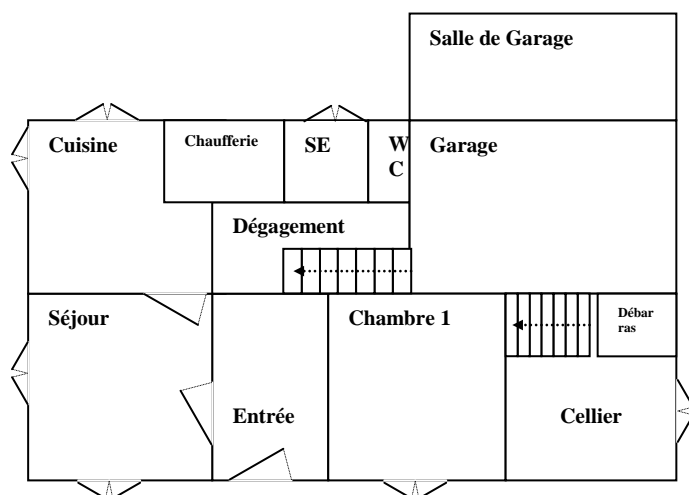 Salle de Garage
Cuisine
Chaufferie
SE
W
C
Garage
Dégagement
Séjour
Chambre 1
Débar
ras
Entrée
Cellier